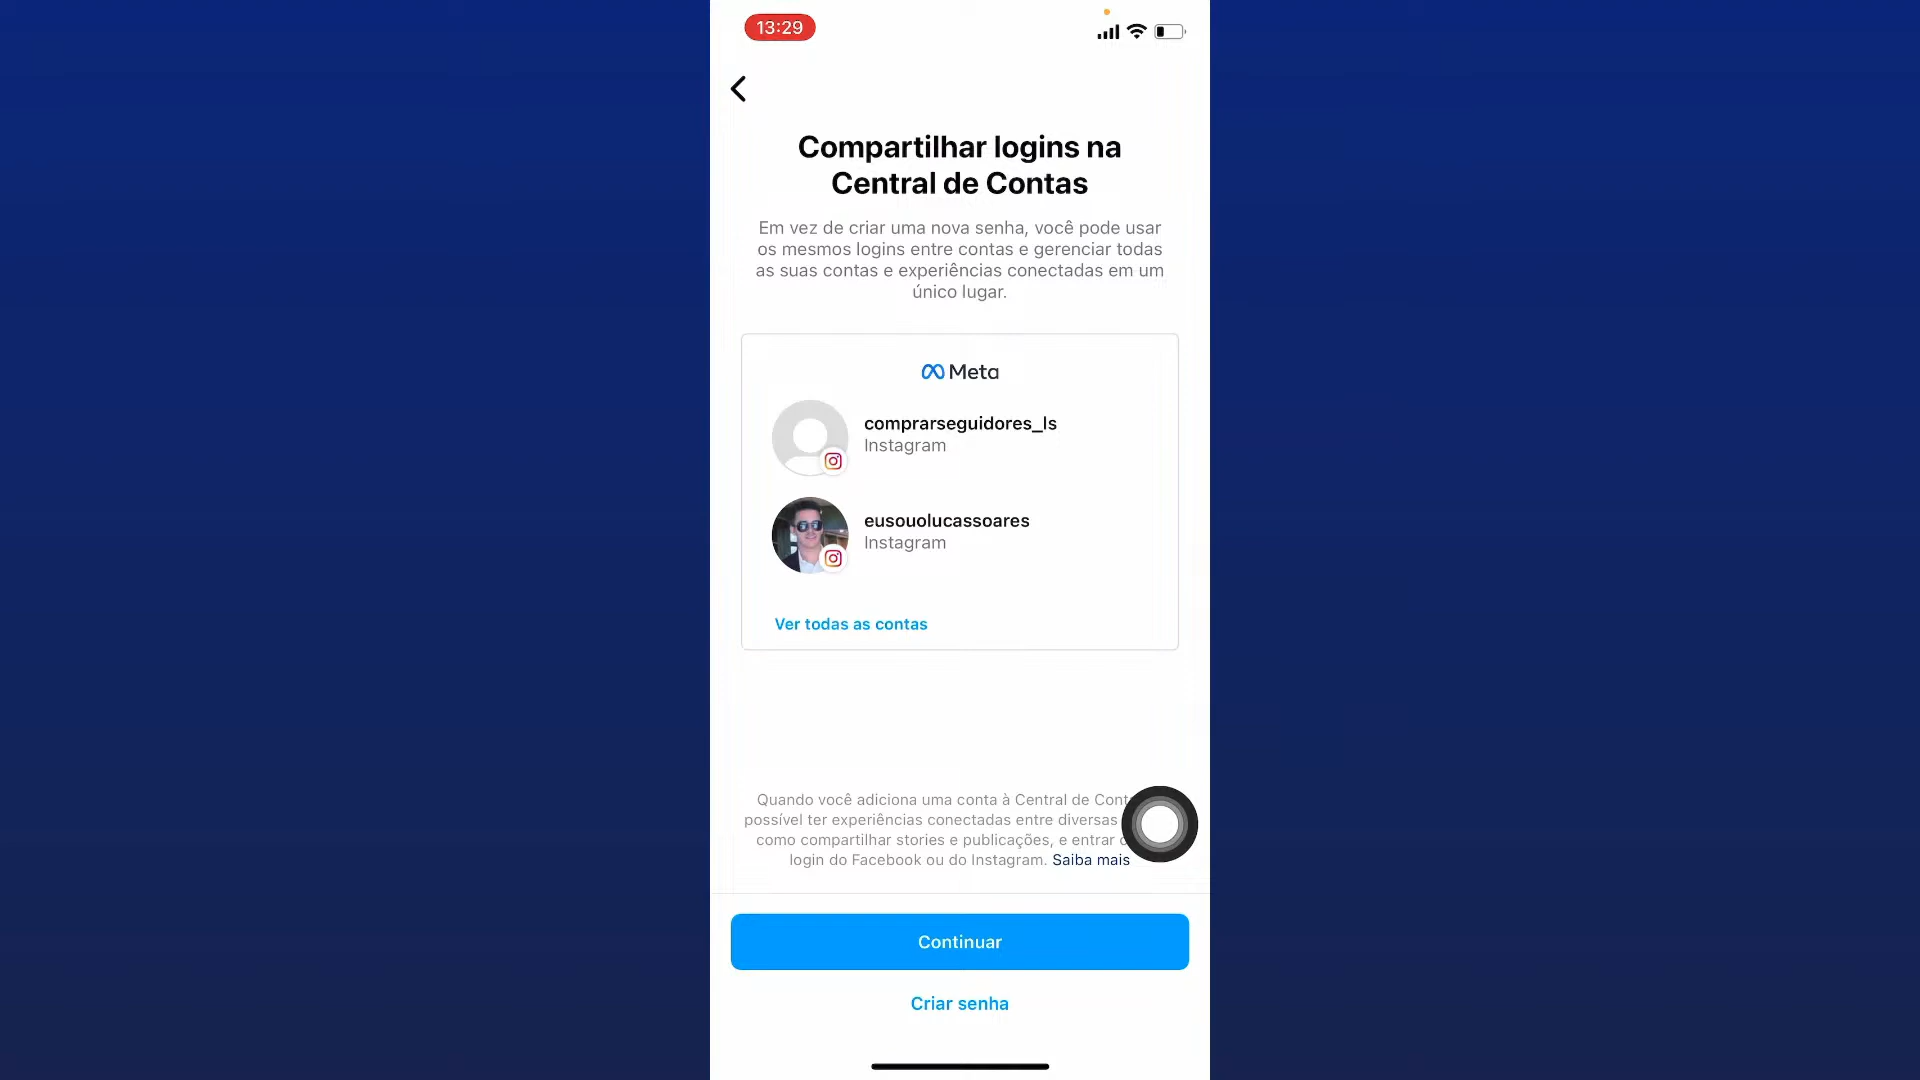 13:29
Compartilhar logins na
Central de Contas
Em vez de criar uma nova senha, você pode usar
os mesmos logins entre contas e gerenciar todas
as suas contas e experiências conectadas em um
único lugar.
Meta
comprarseguidores_ls
Instagram
eusouolucassoares
Instagram
Ver todas as contas
Quando você adiciona uma conta à Central de
possível ter experiências conectadas entre diversas
como compartilhar stories e publicações, e entrar
login do Facebook ou do Instagram. Saiba mais
Continuar
Criar senha